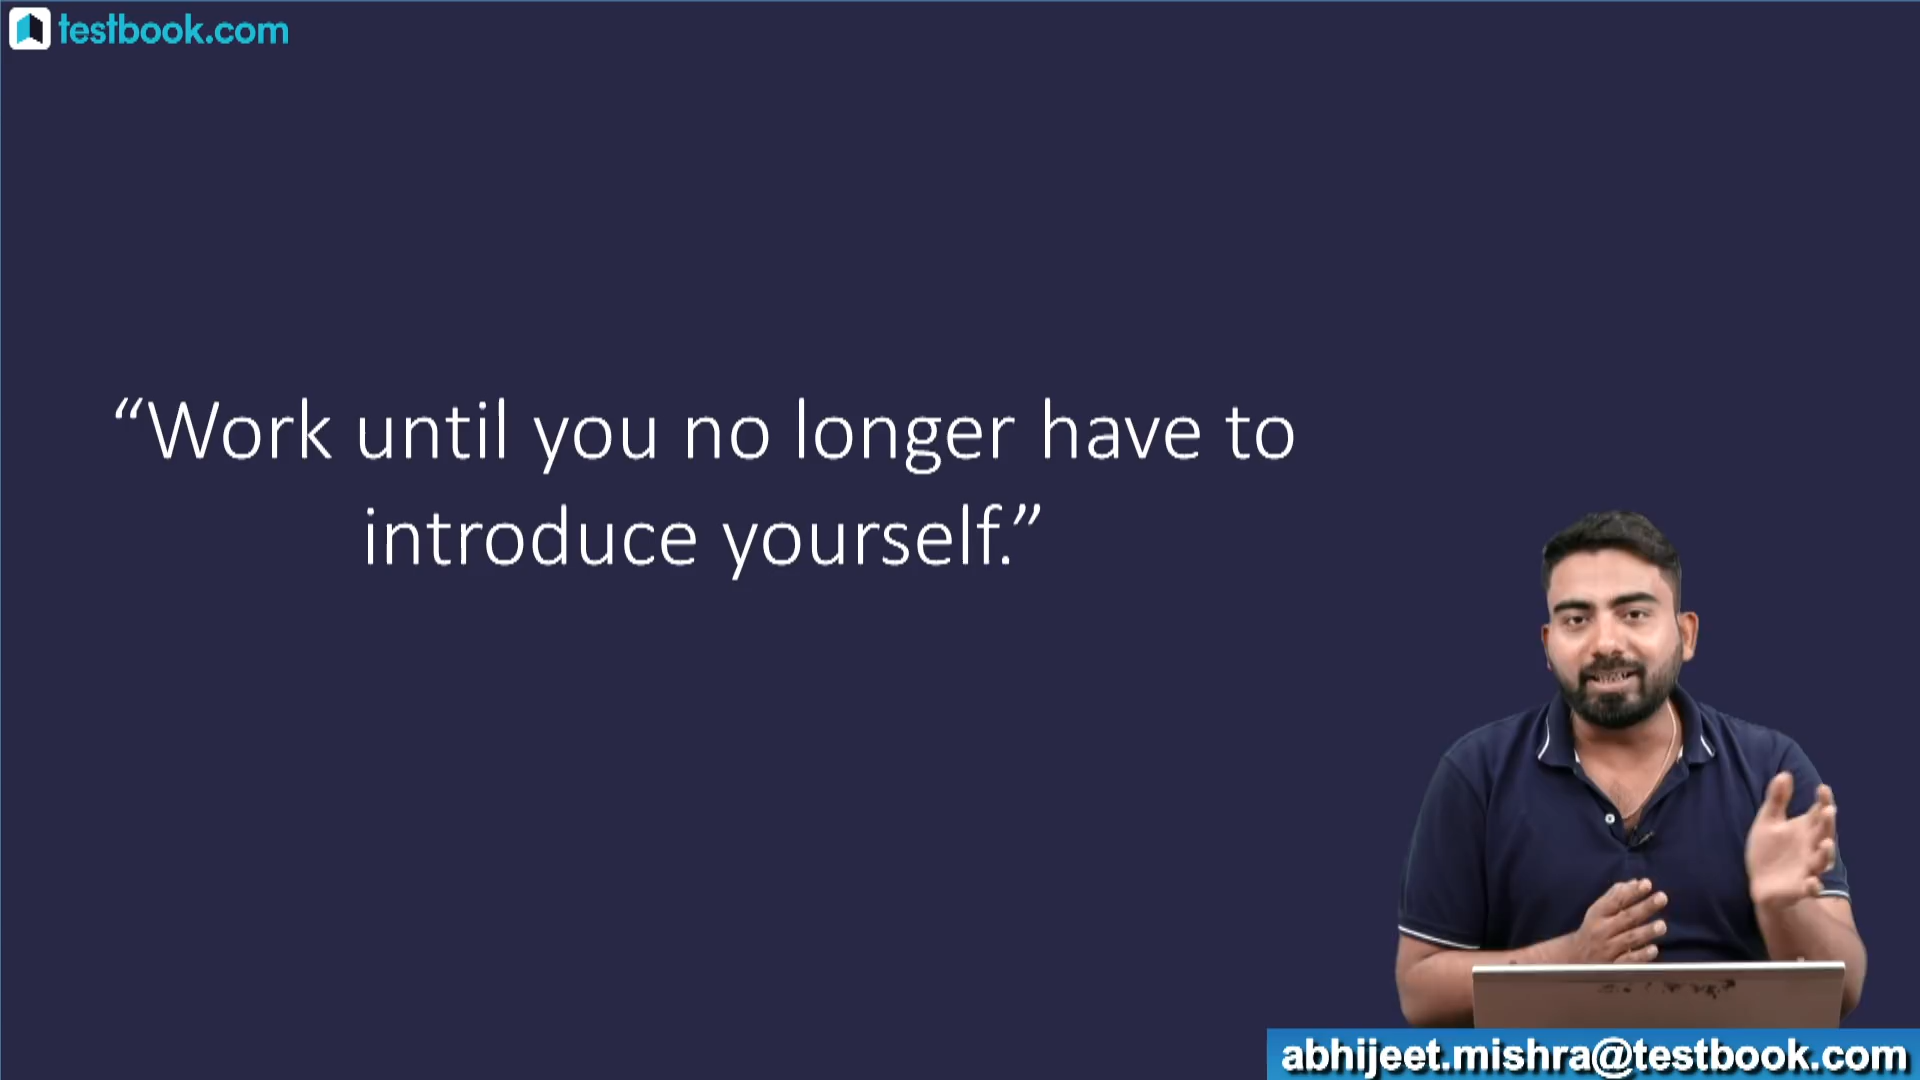 testbook.com
“Work until you no longer have to
introduce yourself.”
abhijeet.mishra@testbook.com